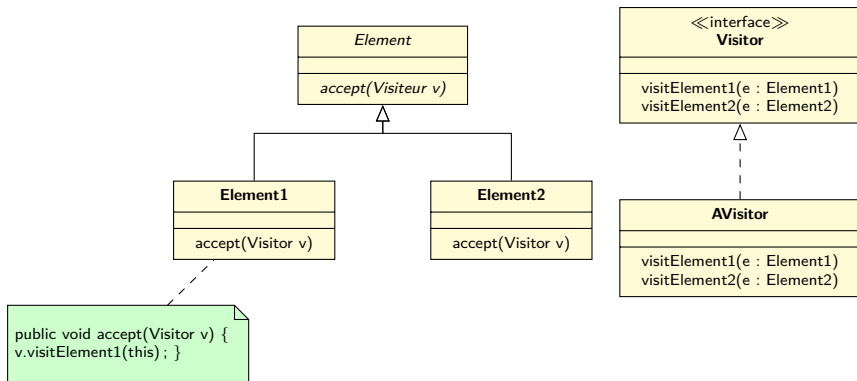 Element
accept(Visiteur v)
≪interface≫
Visitor
visitElement1(e : Element1)
visitElement2(e : Element2)
Element1
accept(Visitor v)
Element2
accept(Visitor v)
AVisitor
visitElement1(e : Element1)
visitElement2(e : Element2)
public void accept(Visitor v) {
v.visitElement1(this) ; }